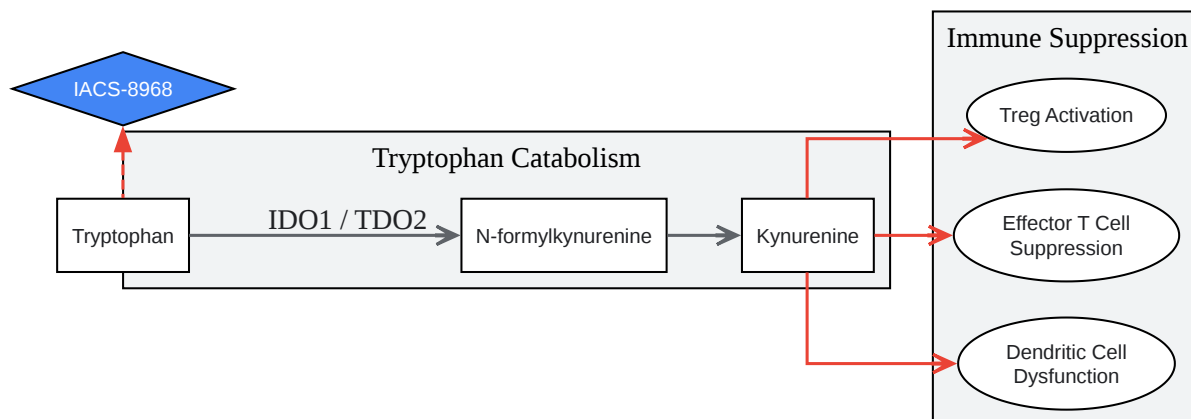 Immune Suppression
IACS-8968
Treg Activation
Tryptophan Catabolism
IDO1 / TDO2
Tryptophan
N-formylkynurenine
Kynurenine
Effector T Cell
Suppression
Dendritic Cell
Dysfunction